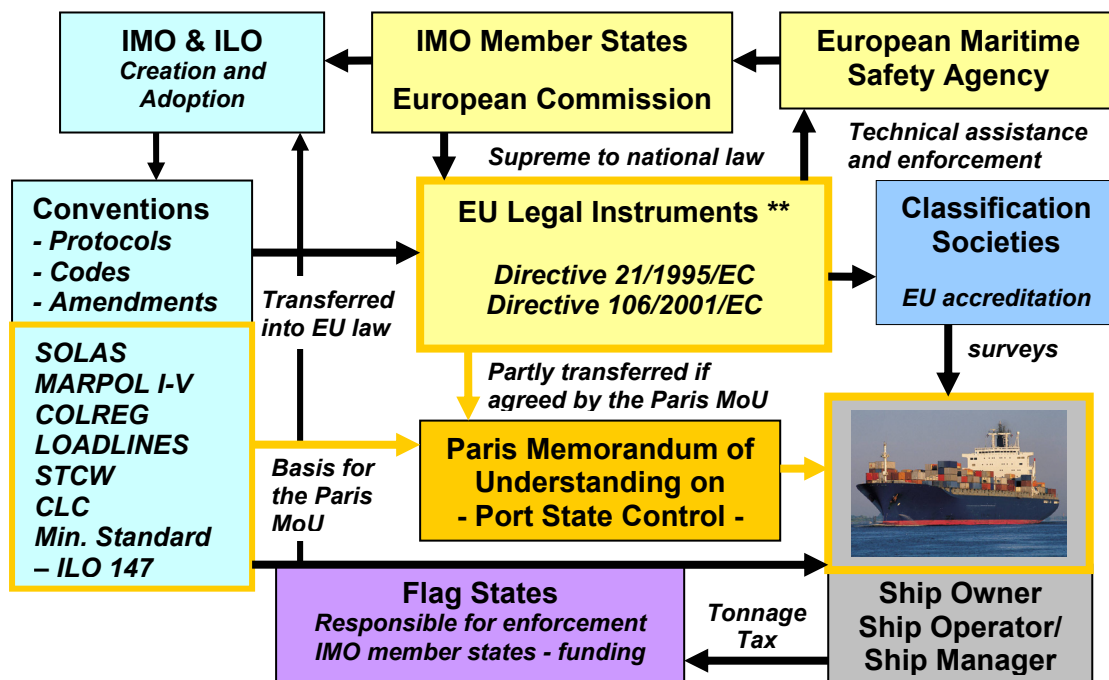 IMO & ILO
Creation and
Adoption
IMO Member States
European Commission
European Maritime
Safety Agency
Supreme to national law
Technical assistance
and enforcement
Conventions
- Protocols
- Codes
- Amendments
Transferred
into EU law
EU Legal Instruments **
Directive 21/1995/EC
Directive 106/2001/EC
Classification
Societies
EU accreditation
surveys
SOLAS
MARPOL I-V
COLREG
LOADLINES
STCW
CLC
Min. Standard
– ILO 147
Partly transferred if
agreed by the Paris MoU
Basis for
the Paris
MoU
Paris Memorandum of
Understanding on
- Port State Control -
Flag States
Responsible for enforcement
IMO member states - funding
Tonnage
Tax
Ship Owner
Ship Operator/
Ship Manager